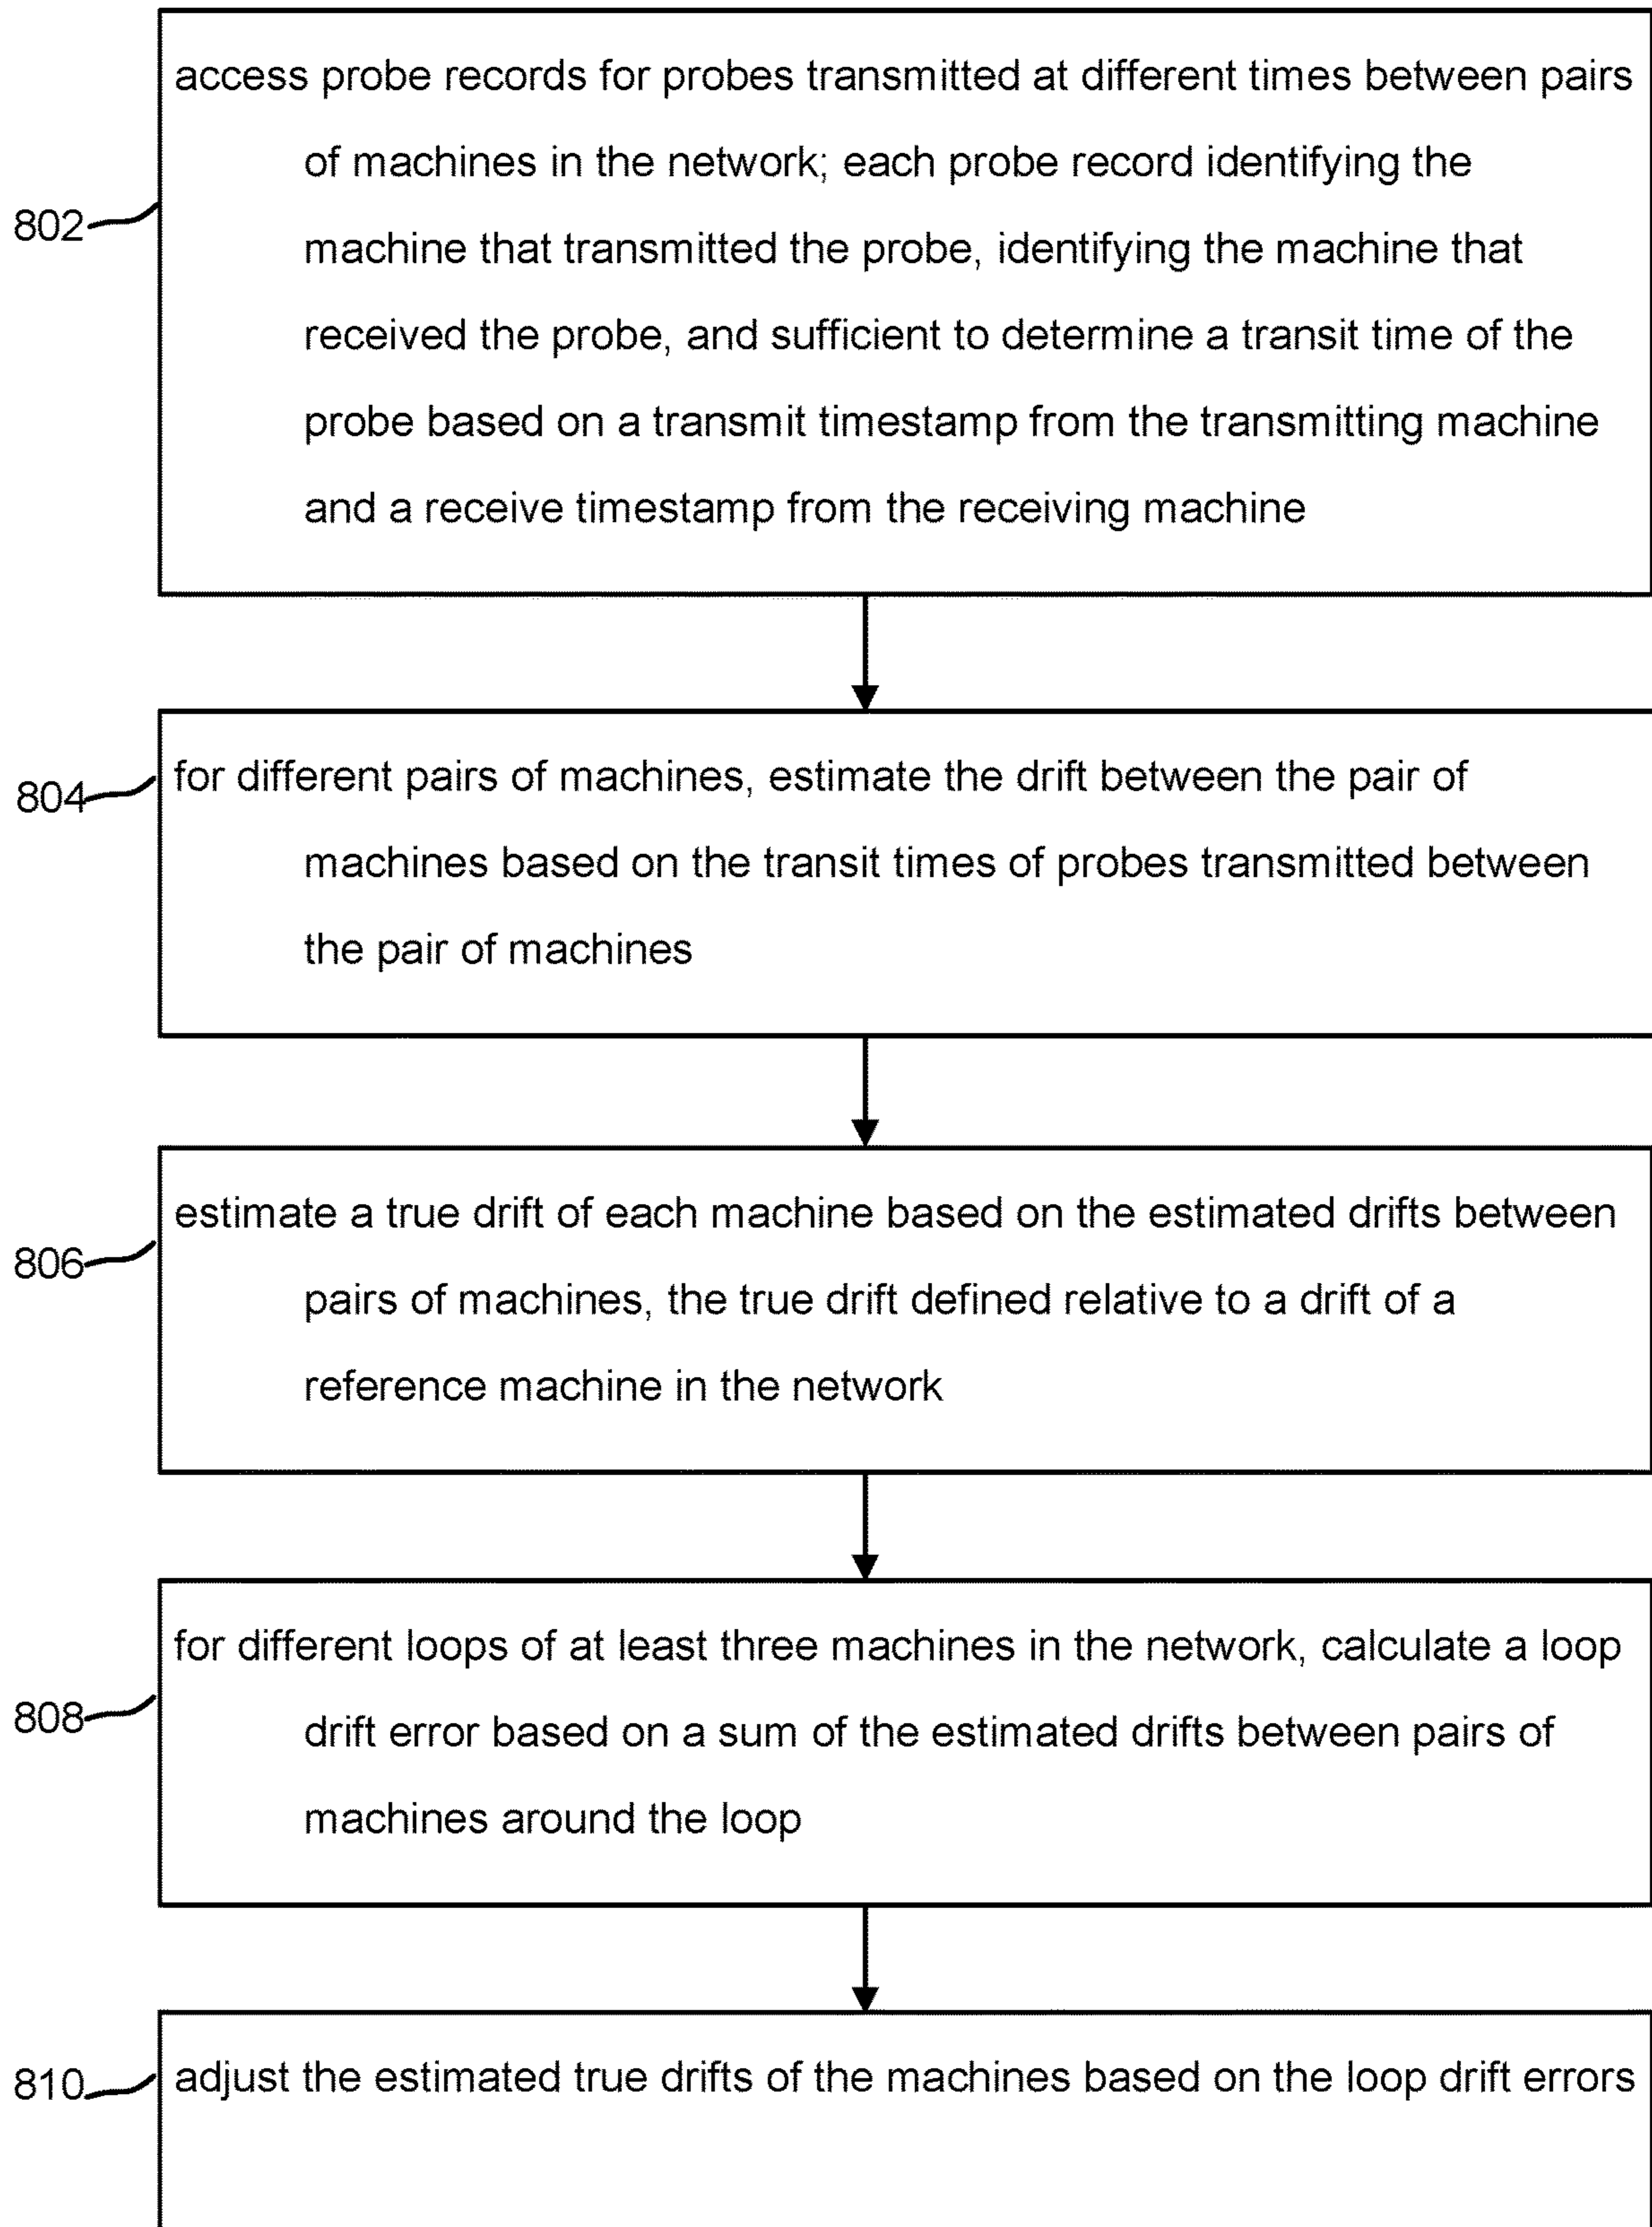 access probe records for probes transmitted at different times between pairs
of machines in the network; each probe record identifying the
802
machine that transmitted the probe, identifying the machine that
received the probe, and sufficient to determine a transit time of the
probe based on a transmit timestamp from the transmitting machine
and a receive timestamp from the receiving machine
804
for different pairs of machines, estimate the drift between the pair of
machines based on the transit times of probes transmitted between
the pair of machines
806
estimate a true drift of each machine based on the estimated drifts between
pairs of machines, the true drift defined relative to a drift of a
reference machine in the network
808
for different loops of at least three machines in the network, calculate a loop
drift error based on a sum of the estimated drifts between pairs of
machines around the loop
810
adjust the estimated true drifts of the machines based on the loop drift errors